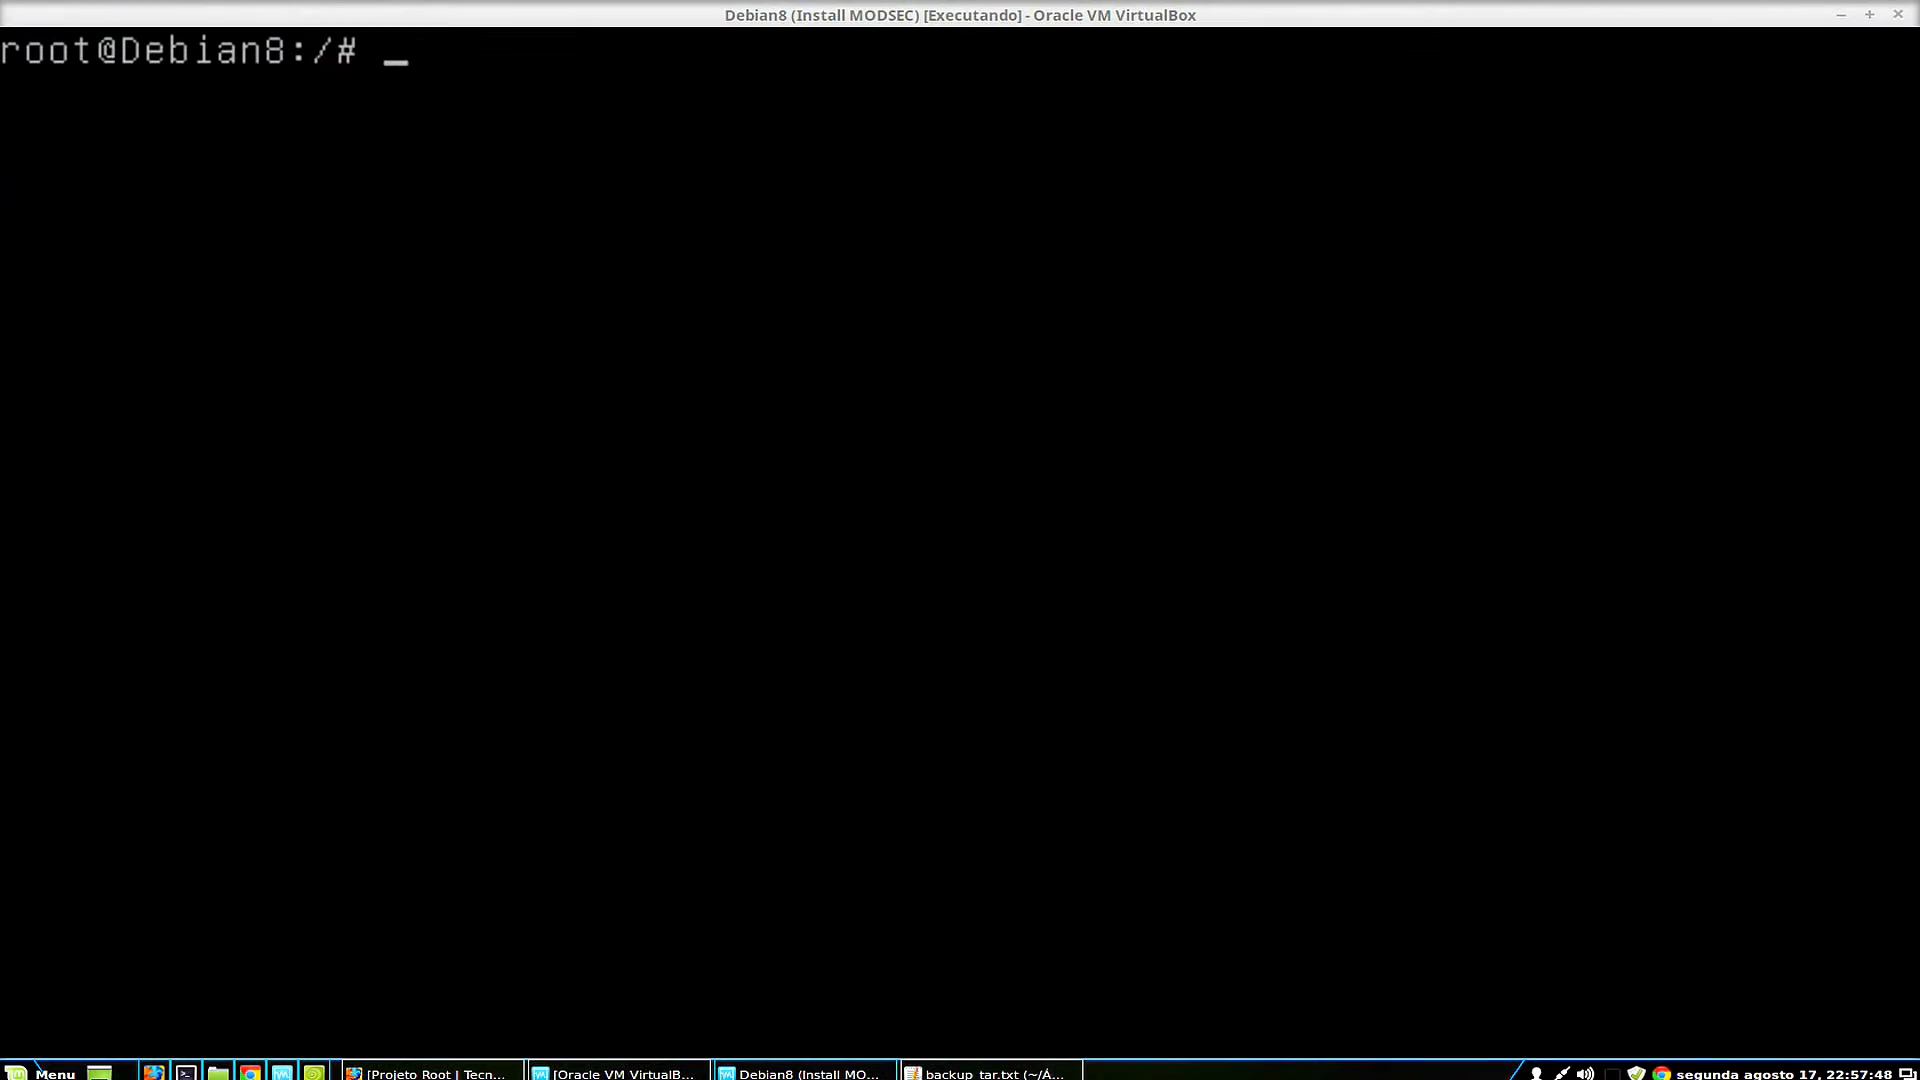 Debian8 (Install MODSEC) [Executando] - Oracle VM VirtualBox
root@Debian8:/# _
Menu
[Projeto Root | Tecn...
[Oracle VM VirtualB...
Debian8 (Install MO...
backup_tar.txt (~/Á...
segunda agosto 17, 22:57:48